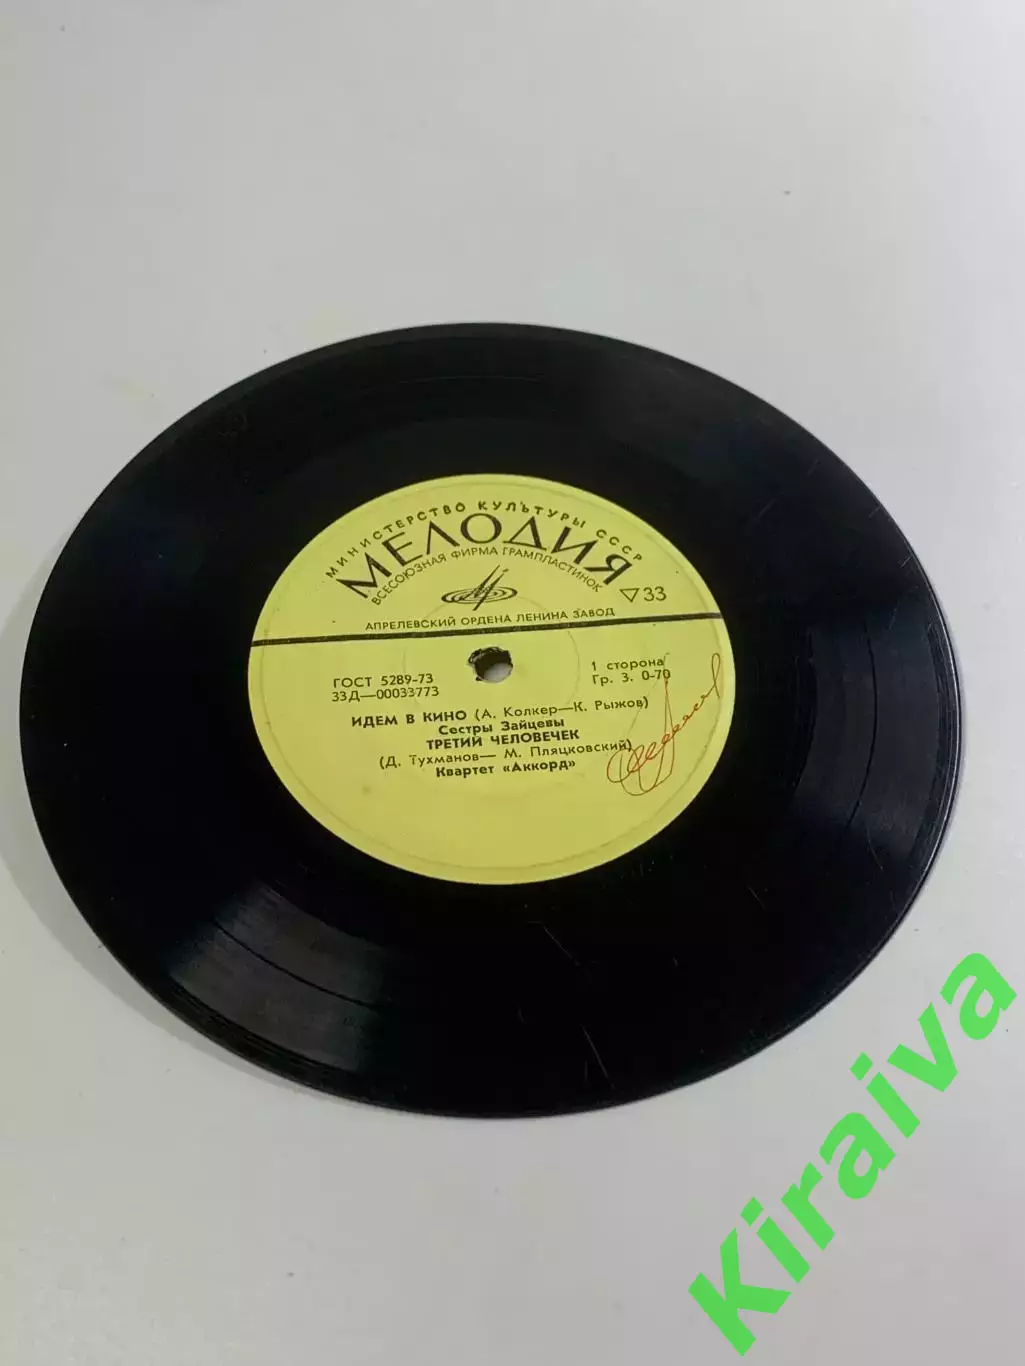 МИНИСТЕРСТВО КУЛЬТУРЫ СССР
МЕЛОДИЯ
ВСЕСОЮЗНАЯ ФИРМА ГРАМПЛАСТИНОК
▽33
АПРЕЛЕВСКИЙ ОРДЕНА ЛЕНИНА ЗАВОД
ГОСТ 5289-73
33Д—00033773
1 сторона
Гр. 3. 0-70
ИДЕМ В КИНО (А. Колкер—К. Рыжов)
Сестры Зайцевы
ТРЕТИЙ ЧЕЛОВЕЧЕК
(Д. Тухманов— М. Пляцковский)
Квартет «Аккорд»
Kiraiva